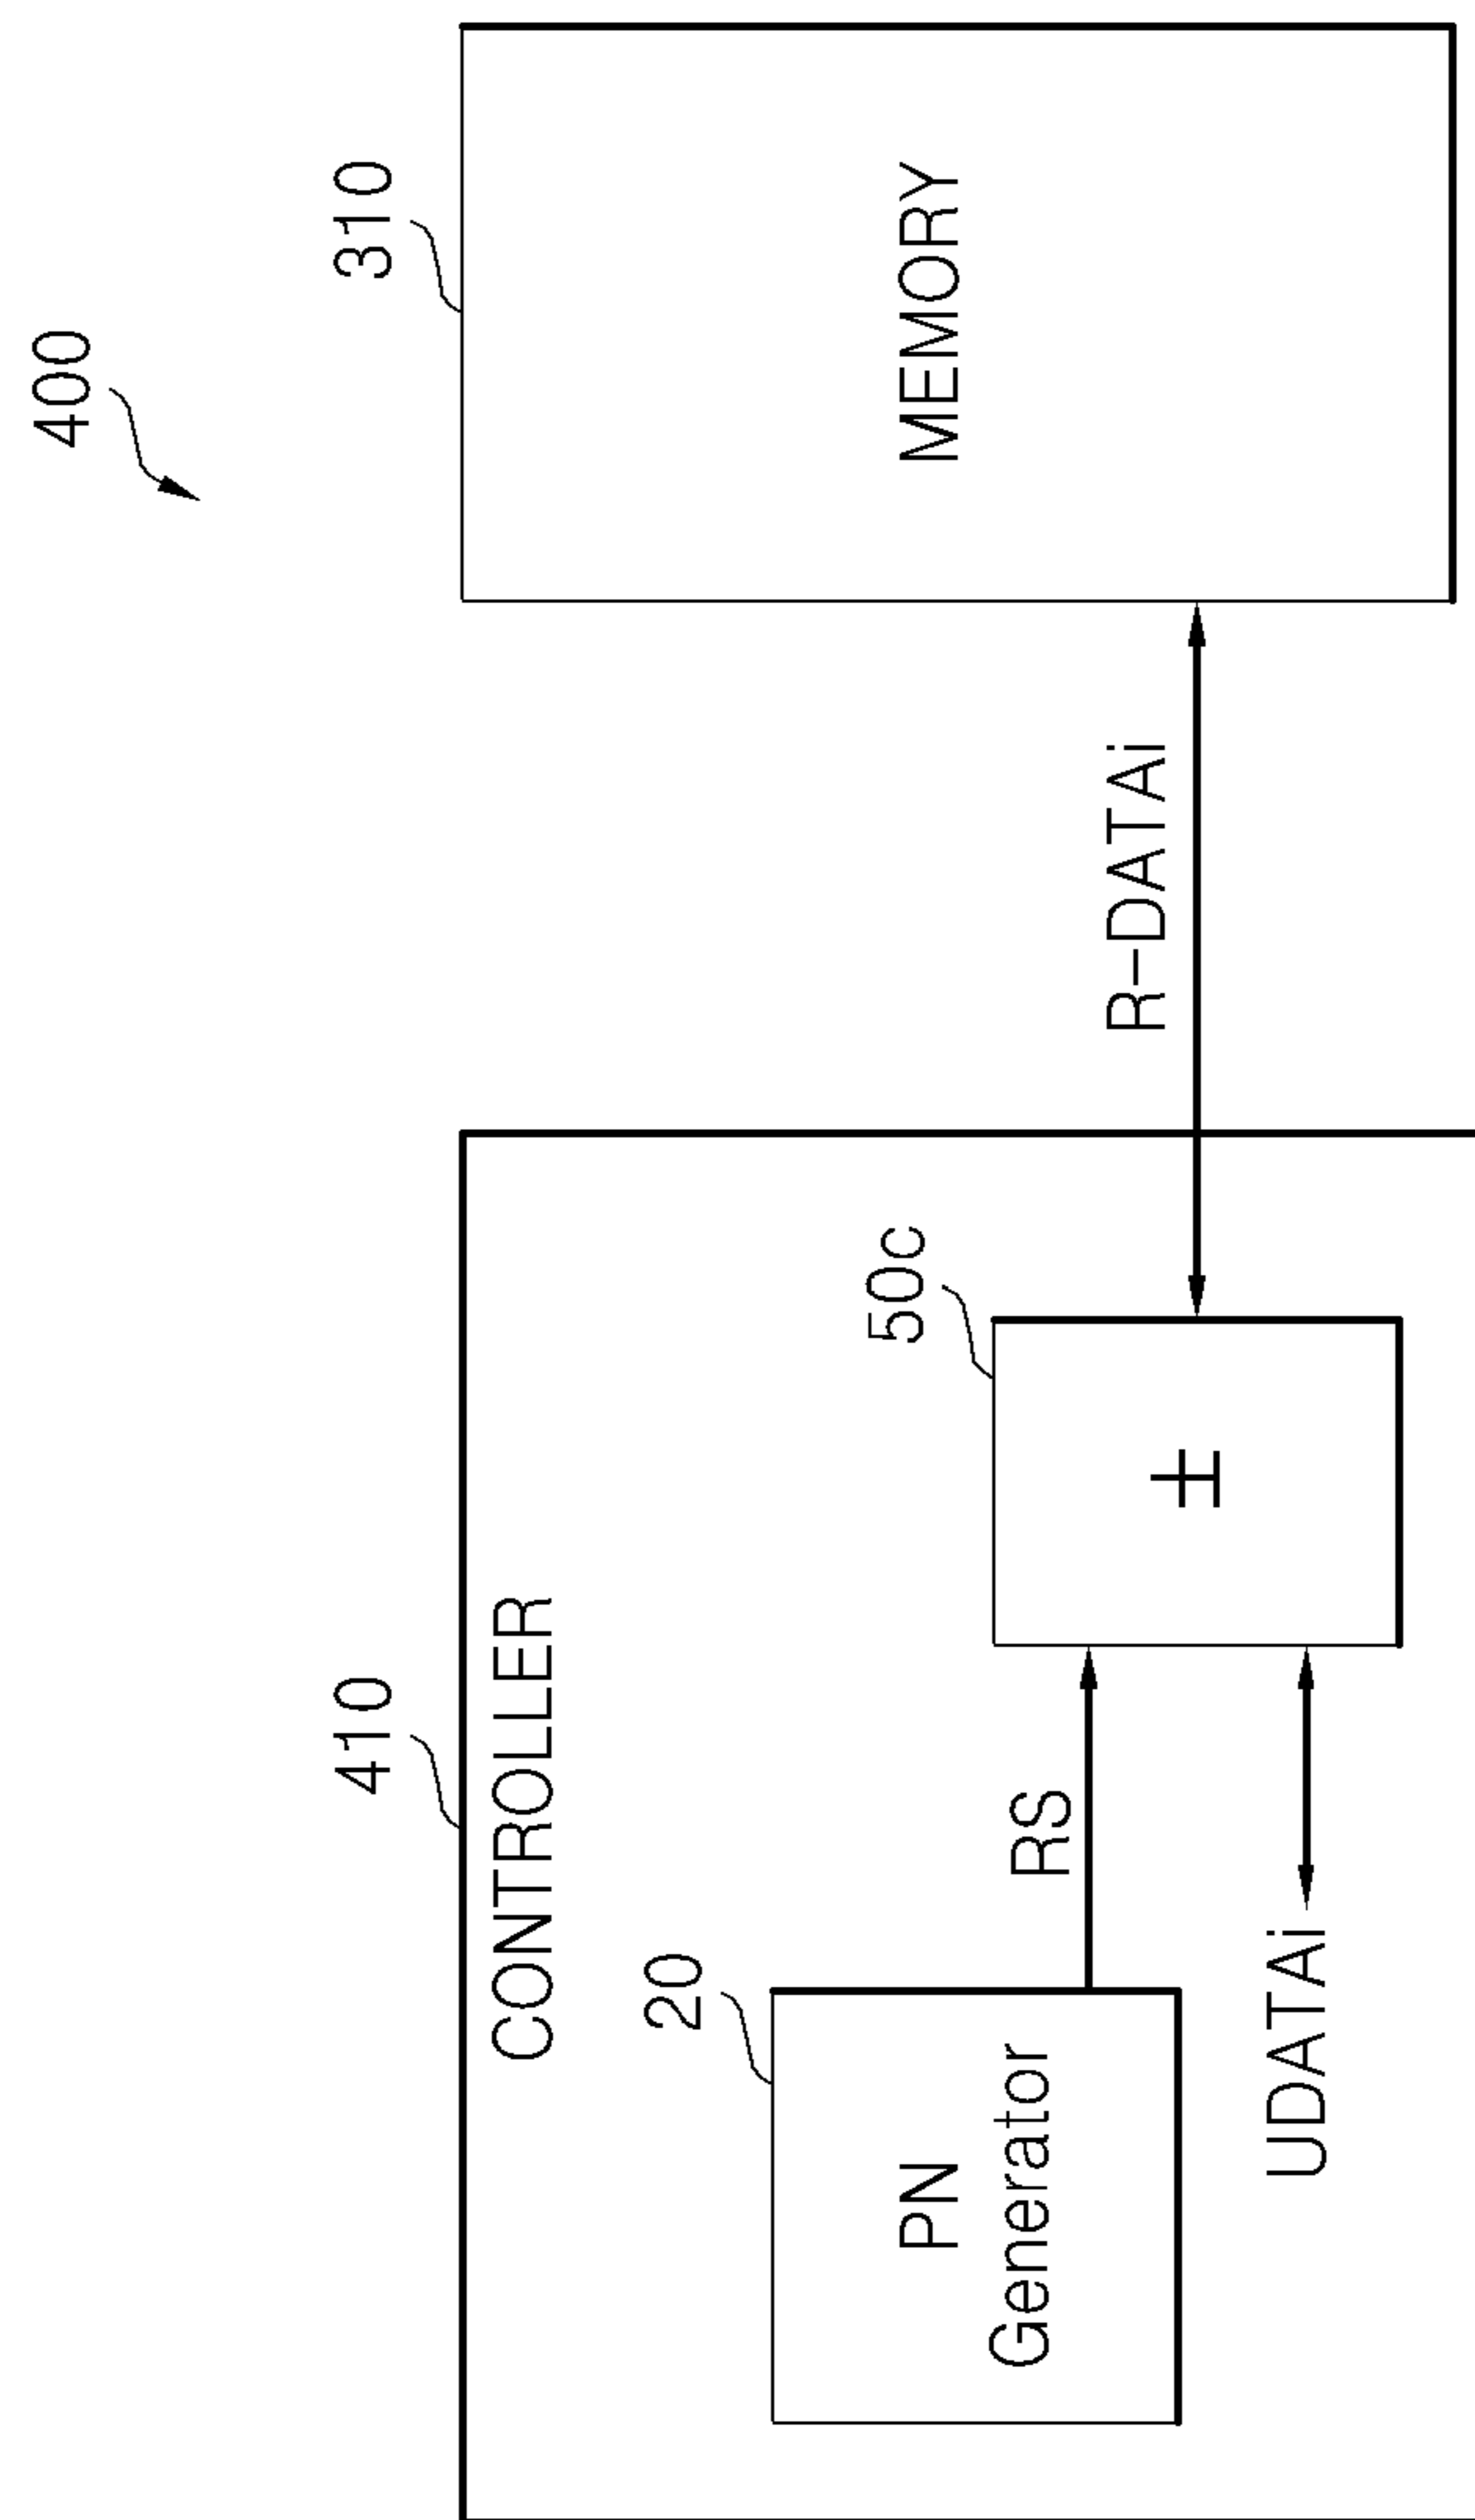 400
410
310
CONTROLLER
20
PN
Generator
RS
UDATAi
50c
±
R-DATAi
MEMORY